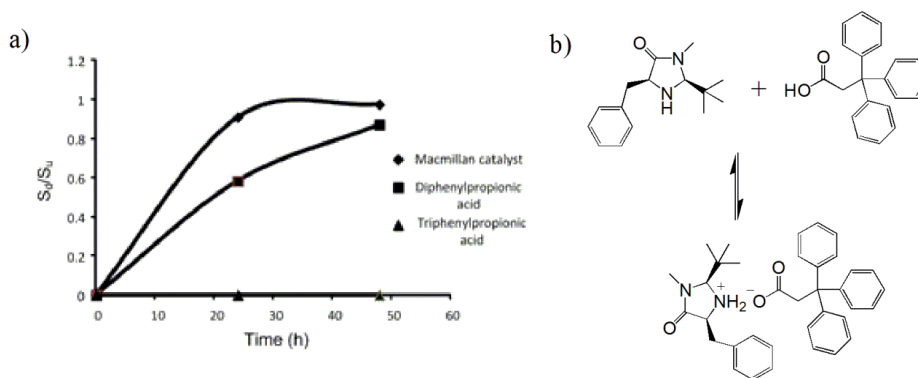 a)
1.2
1
0.8
0.6
0.4
0.2
0
S_d/S_u
0 10 20 30 40 50 60
Time (h)
Macmillan catalyst
Diphenylpropionic
acid
Triphenylpropionic
acid
b)
O
N
N
H
+
O
HO
N
+
NH2
O
O
-O